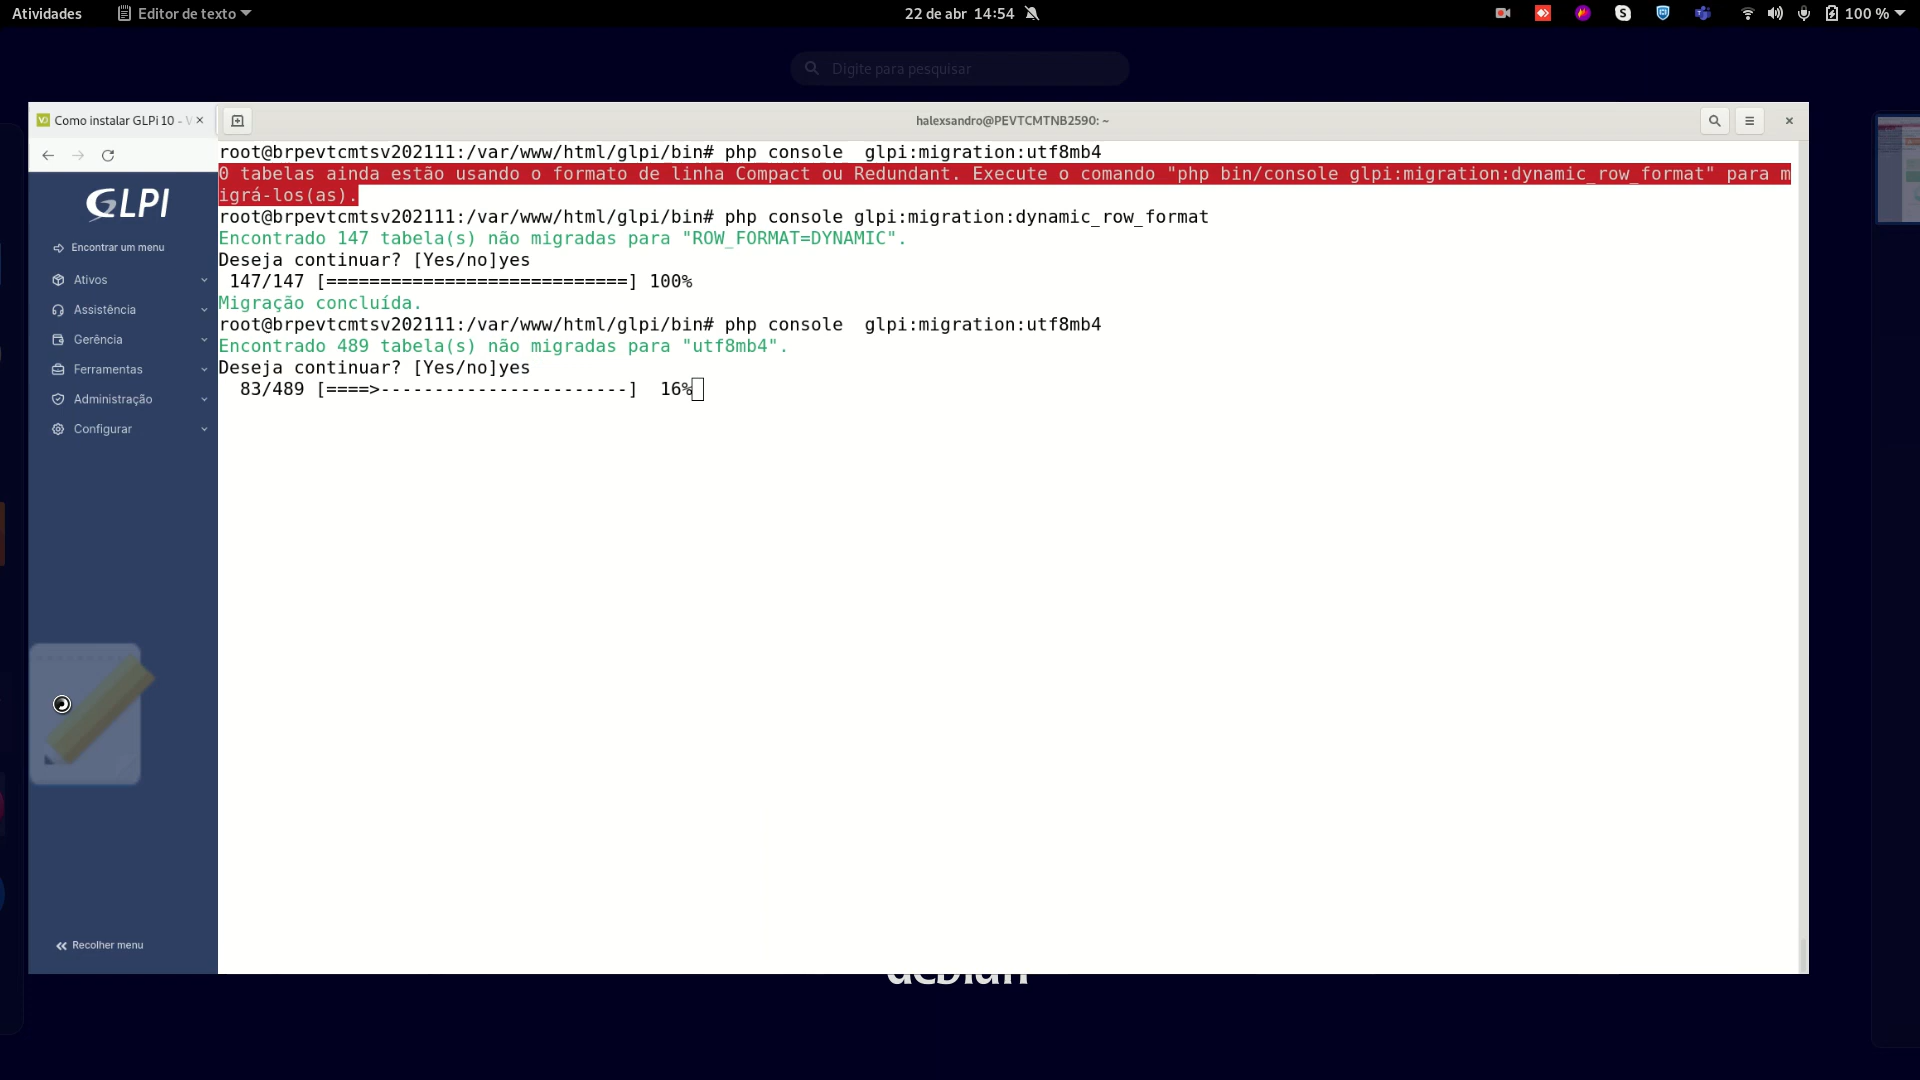 Atividades
Editor de texto
22 de abr 14:54
100 %
Digite para pesquisar
Como instalar GLPi 10 - V
halexsandro@PEVTCMTNB2590: ~
root@brpevtcmtsv202111:/var/www/html/glpi/bin# php console  glpi:migration:utf8mb4
0 tabelas ainda estão usando o formato de linha Compact ou Redundant. Execute o comando "php bin/console glpi:migration:dynamic_row_format" para m
igrá-los(as).
root@brpevtcmtsv202111:/var/www/html/glpi/bin# php console glpi:migration:dynamic_row_format
Encontrado 147 tabela(s) não migradas para "ROW_FORMAT=DYNAMIC".
Deseja continuar? [Yes/no]yes
147/147 [============================] 100%
Migração concluída.
root@brpevtcmtsv202111:/var/www/html/glpi/bin# php console  glpi:migration:utf8mb4
Encontrado 489 tabela(s) não migradas para "utf8mb4".
Deseja continuar? [Yes/no]yes
83/489 [====>-----------------------]  16%
GLPI
Encontrar um menu
Ativos
Assistência
Gerência
Ferramentas
Administração
Configurar
Recolher menu
debian